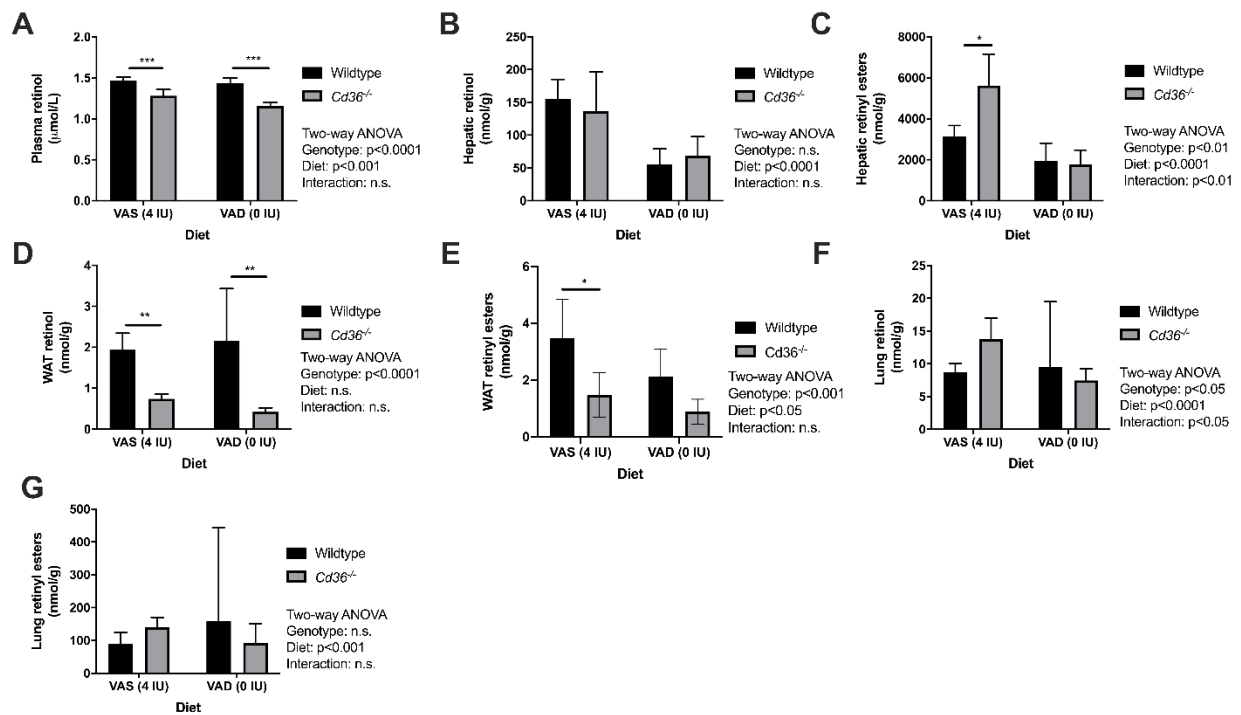 A
Plasma retinol
(μmol/L)
2.0
1.5
1.0
0.5
0.0
***
***
VAS (4 IU)
VAD (0 IU)
Diet
Wildtype
Cd36-/-
Two-way ANOVA
Genotype: p<0.0001
Diet: p<0.001
Interaction: n.s.
B
Hepatic retinol
(nmol/g)
250
200
150
100
50
0
VAS (4 IU)
VAD (0 IU)
Diet
Wildtype
Cd36-/-
Two-way ANOVA
Genotype: n.s.
Diet: p<0.0001
Interaction: n.s.
C
Hepatic retinyl esters
(nmol/g)
8000
6000
4000
2000
0
*
VAS (4 IU)
VAD (0 IU)
Diet
Wildtype
Cd36-/-
Two-way ANOVA
Genotype: p<0.01
Diet: p<0.0001
Interaction: p<0.01
D
WAT retinol
(nmol/g)
4
3
2
1
0
**
**
VAS (4 IU)
VAD (0 IU)
Diet
Wildtype
Cd36-/-
Two-way ANOVA
Genotype: p<0.0001
Diet: n.s.
Interaction: n.s.
E
WAT retinyl esters
(nmol/g)
6
4
2
0
*
VAS (4 IU)
VAD (0 IU)
Diet
Wildtype
Cd36-/-
Two-way ANOVA
Genotype: p<0.001
Diet: p<0.05
Interaction: n.s.
F
Lung retinol
(nmol/g)
25
20
15
10
5
0
VAS (4 IU)
VAD (0 IU)
Diet
Wildtype
Cd36-/-
Two-way ANOVA
Genotype: p<0.05
Diet: p<0.0001
Interaction: p<0.05
G
Lung retinyl esters
(nmol/g)
500
400
300
200
100
0
VAS (4 IU)
VAD (0 IU)
Diet
Wildtype
Cd36-/-
Two-way ANOVA
Genotype: n.s.
Diet: p<0.001
Interaction: n.s.